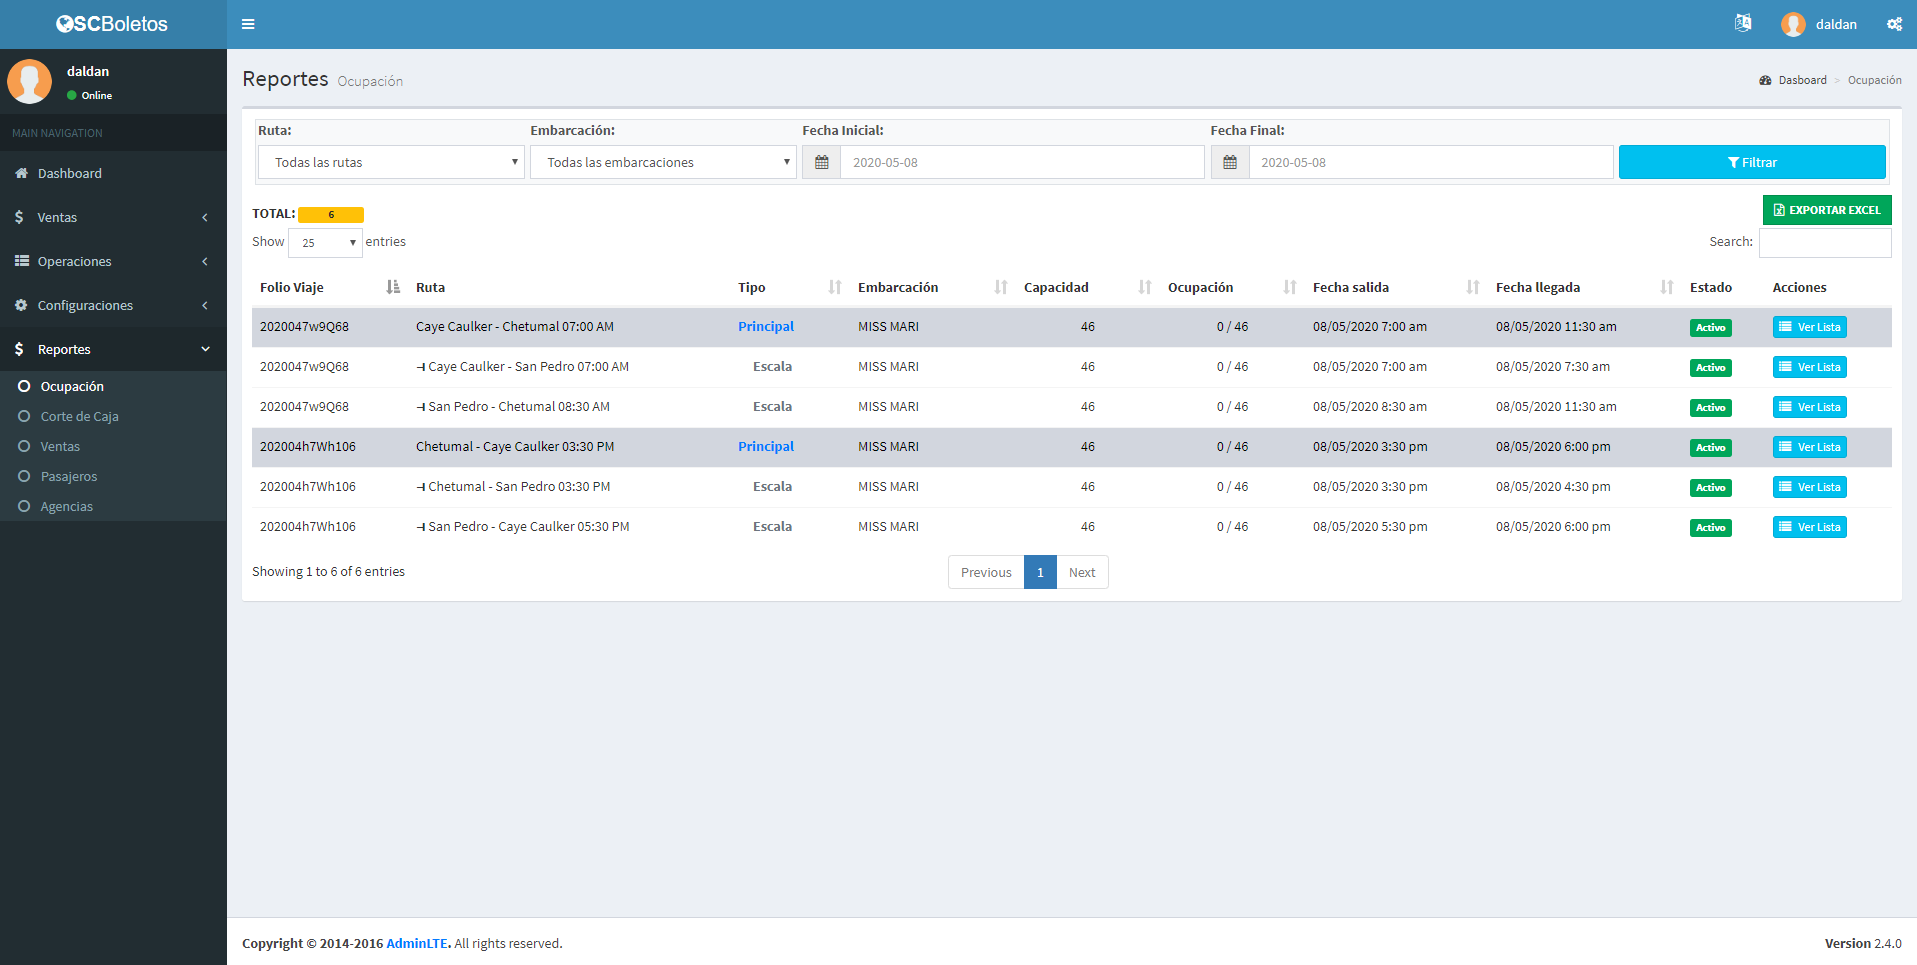 SCBoletos
daldan
daldan
Online
MAIN NAVIGATION
Dashboard
Ventas
Operaciones
Configuraciones
Reportes
Ocupación
Corte de Caja
Ventas
Pasajeros
Agencias
Reportes Ocupación
Dasboard > Ocupación
Ruta: Embarcación: Fecha Inicial: Fecha Final:
Todas las rutas Todas las embarcaciones 2020-05-08 2020-05-08 Filtrar
TOTAL: 6 EXPORTAR EXCEL
Show 25 entries Search:
Folio Viaje Ruta Tipo Embarcación Capacidad Ocupación Fecha salida Fecha llegada Estado Acciones
2020047w9Q68 Caye Caulker - Chetumal 07:00 AM Principal MISS MARI 46 0 / 46 08/05/2020 7:00 am 08/05/2020 11:30 am Activo Ver Lista
2020047w9Q68 Caye Caulker - San Pedro 07:00 AM Escala MISS MARI 46 0 / 46 08/05/2020 7:00 am 08/05/2020 7:30 am Activo Ver Lista
2020047w9Q68 San Pedro - Chetumal 08:30 AM Escala MISS MARI 46 0 / 46 08/05/2020 8:30 am 08/05/2020 11:30 am Activo Ver Lista
202004h7Wh106 Chetumal - Caye Caulker 03:30 PM Principal MISS MARI 46 0 / 46 08/05/2020 3:30 pm 08/05/2020 6:00 pm Activo Ver Lista
202004h7Wh106 Chetumal - San Pedro 03:30 PM Escala MISS MARI 46 0 / 46 08/05/2020 3:30 pm 08/05/2020 4:30 pm Activo Ver Lista
202004h7Wh106 San Pedro - Caye Caulker 05:30 PM Escala MISS MARI 46 0 / 46 08/05/2020 5:30 pm 08/05/2020 6:00 pm Activo Ver Lista
Showing 1 to 6 of 6 entries Previous 1 Next
Copyright © 2014-2016 AdminLTE. All rights reserved. Version 2.4.0